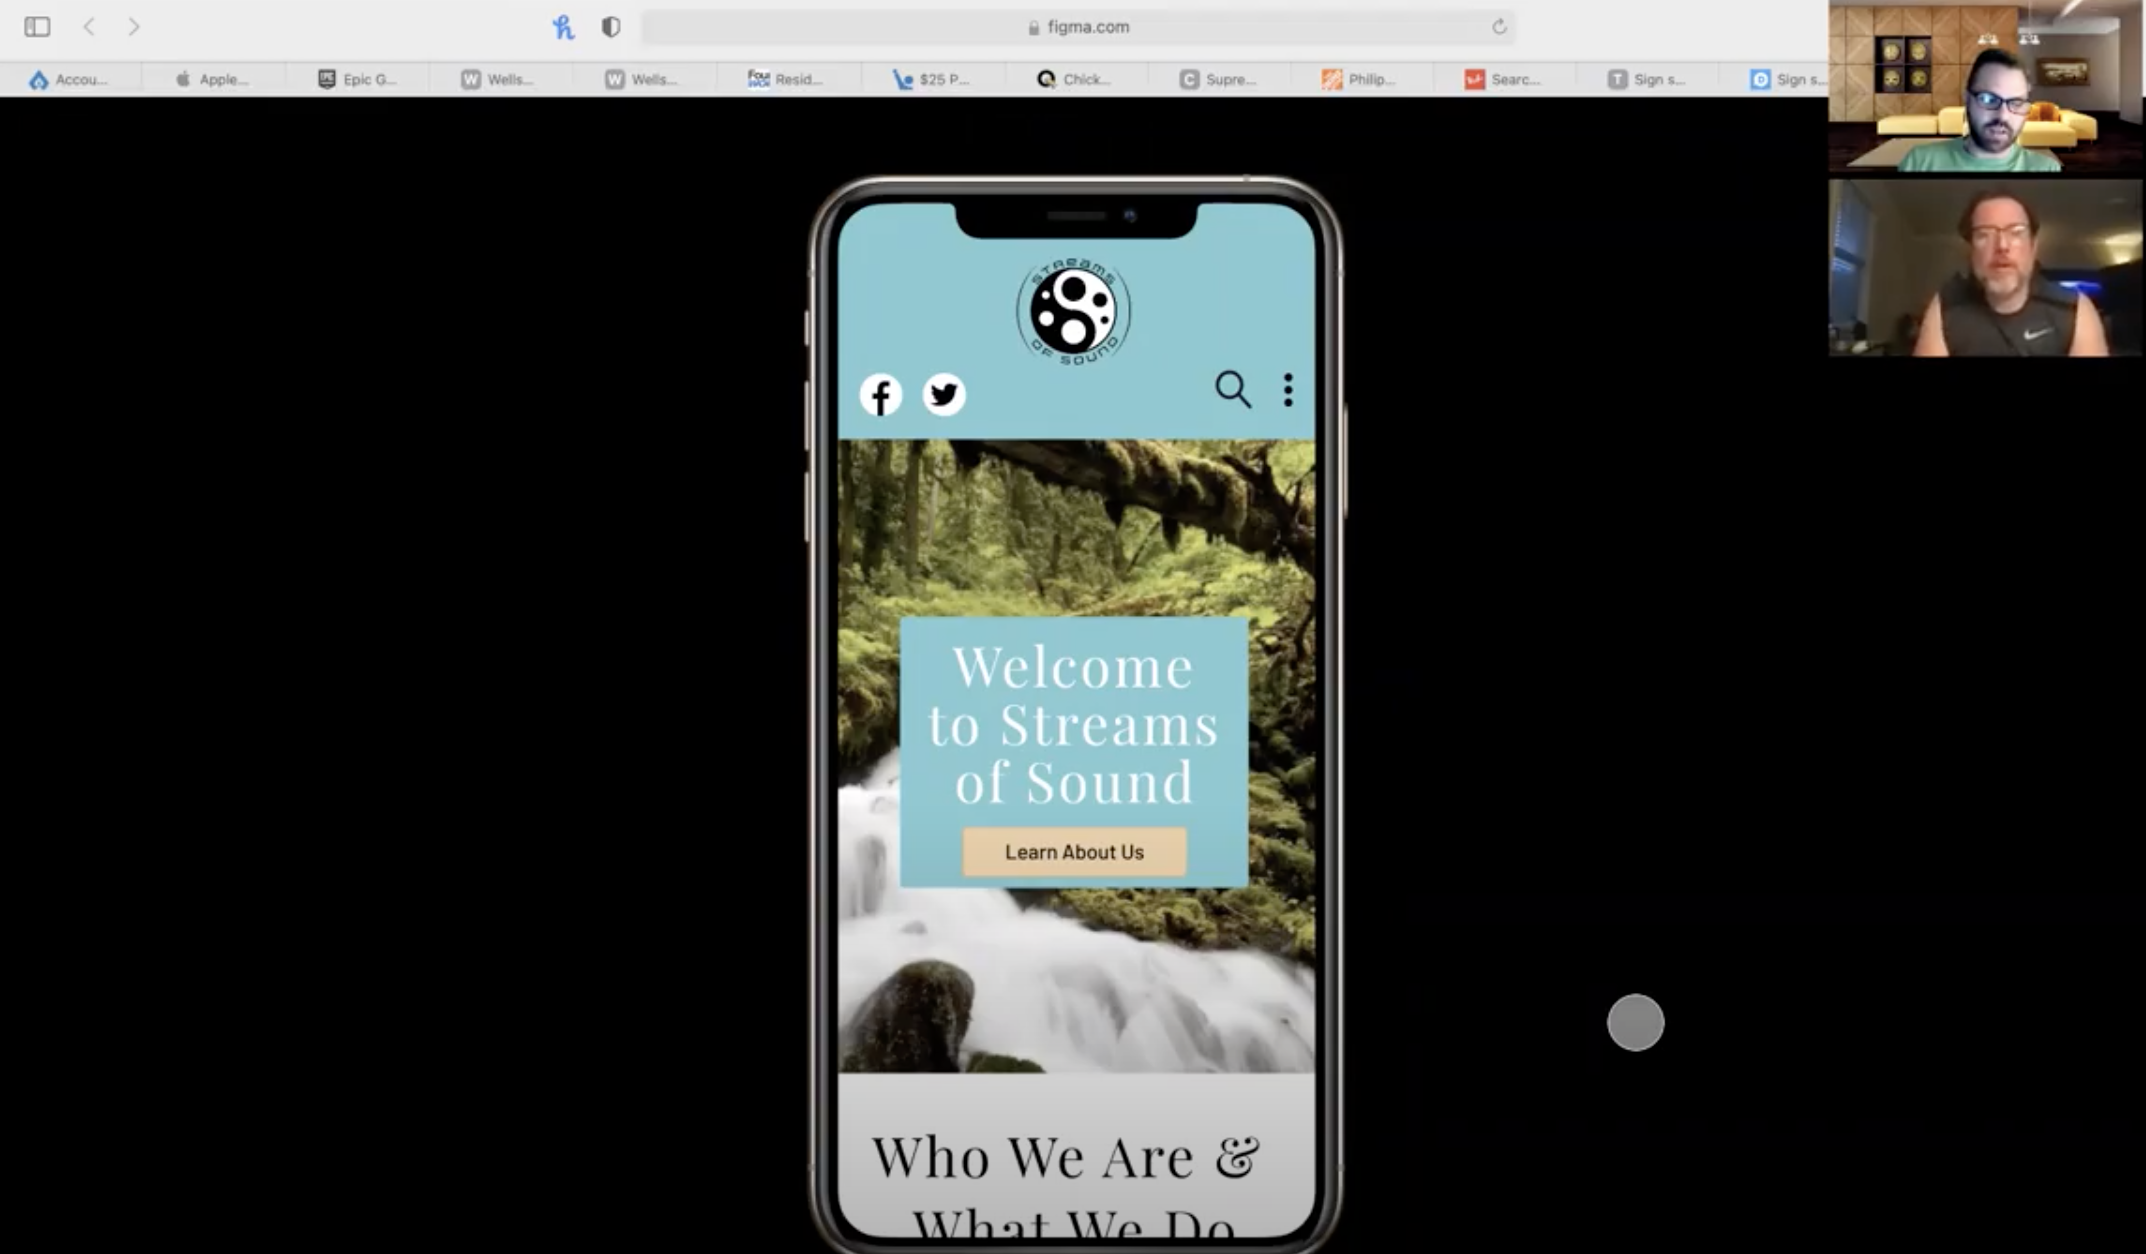 figma.com
Accou...
Apple...
Epic G...
Wells...
Wells...
Resid...
$25 P...
Chick...
Supre...
Philip...
Searc...
Sign s...
Sign s...
STREAMS
OF SOUND
Welcome
to Streams
of Sound
Learn About Us
Who We Are &
What We Do